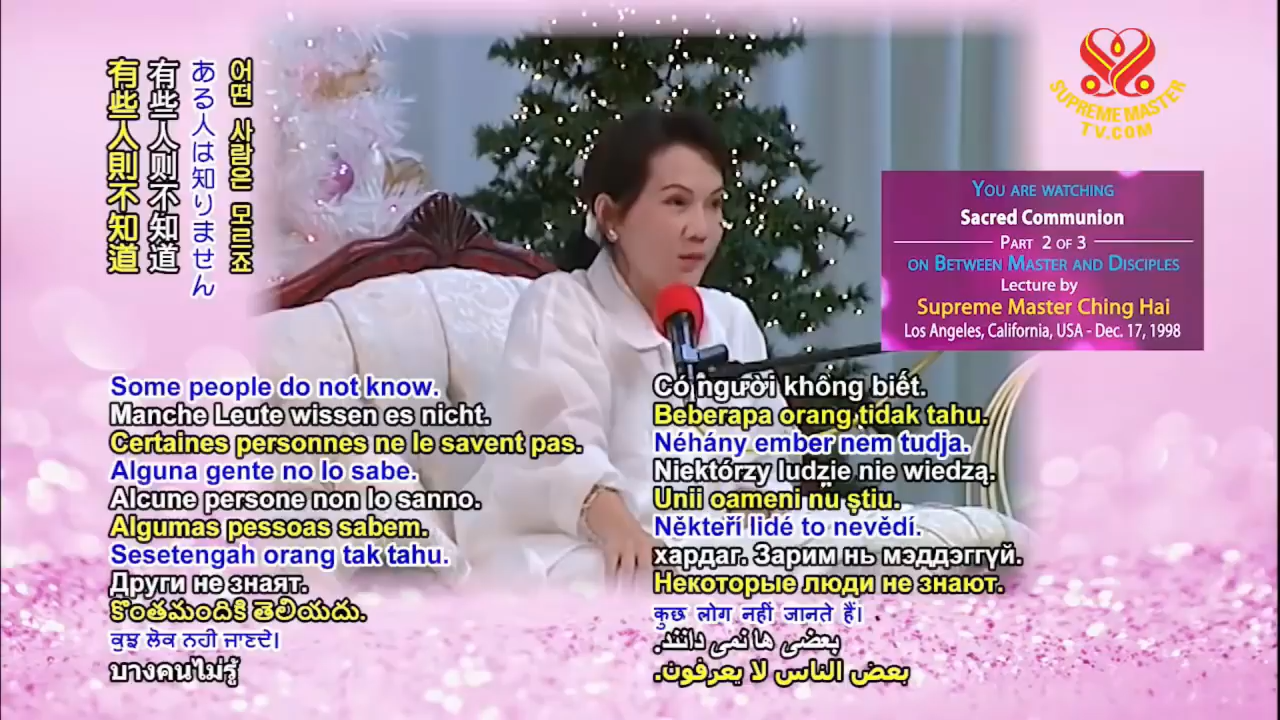 有些人則不知道
有些人则不知道
ある人は知りません
어떤 사람은 모르죠
SUPREME MASTER
TV.COM
YOU ARE WATCHING
Sacred Communion
PART 2 OF 3
ON BETWEEN MASTER AND DISCIPLES
Lecture by
Supreme Master Ching Hai
Los Angeles, California, USA - Dec. 17, 1998
Some people do not know.
Manche Leute wissen es nicht.
Certaines personnes ne le savent pas.
Alguna gente no lo sabe.
Alcune persone non lo sanno.
Algumas pessoas sabem.
Sesetengah orang tak tahu.
Други не знаят.
కొంతమందికి తెలియదు.
ਕੁਝ ਲੋਕ ਨਹੀ ਜਾਣਦੇ।
บางคนไม่รู้
Có người không biết.
Beberapa orang tidak tahu.
Néhány ember nem tudja.
Niektórzy ludzie nie wiedzą.
Unii oameni nu știu.
Někteří lidé to nevědí.
хардаг. Зарим нь мэддэггүй.
Некоторые люди не знают.
कुछ लोग नहीं जानते हैं।
بعضی ها نمی دانند.
بعض الناس لا يعرفون.